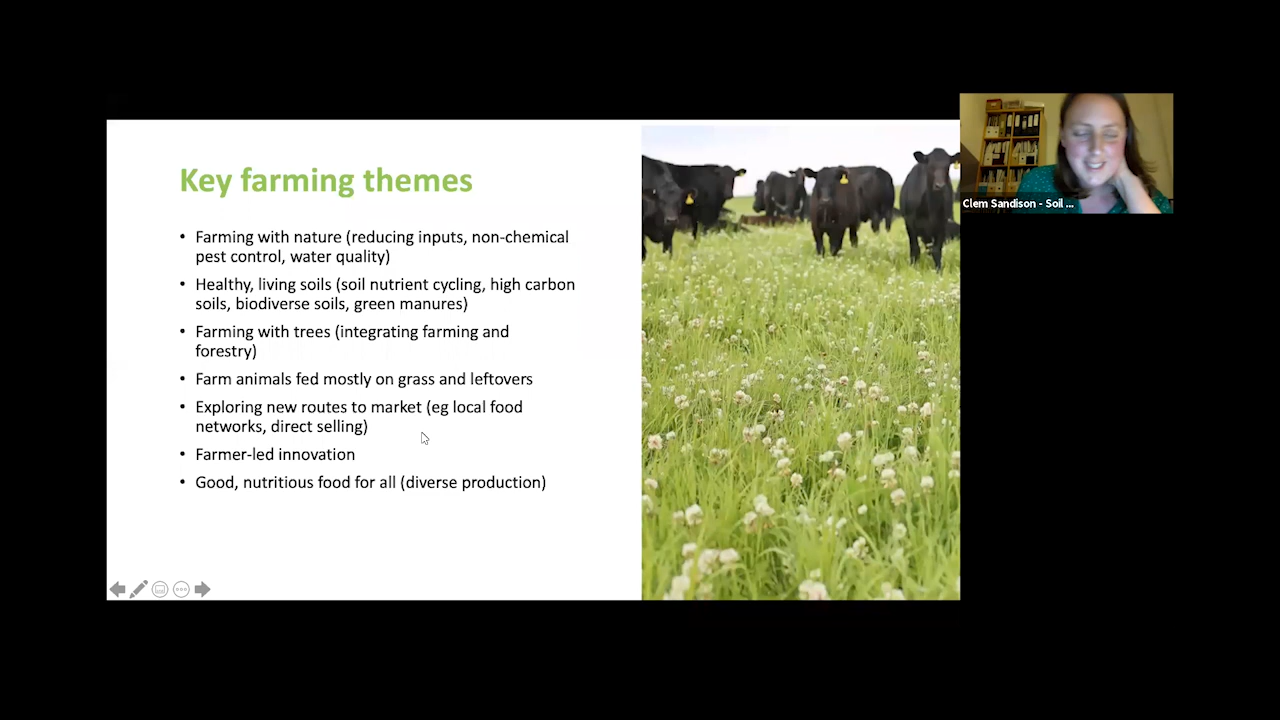 Key farming themes
• Farming with nature (reducing inputs, non-chemical
pest control, water quality)
• Healthy, living soils (soil nutrient cycling, high carbon
soils, biodiverse soils, green manures)
• Farming with trees (integrating farming and
forestry)
• Farm animals fed mostly on grass and leftovers
• Exploring new routes to market (eg local food
networks, direct selling)
• Farmer-led innovation
• Good, nutritious food for all (diverse production)
Clem Sandison - Soil ...